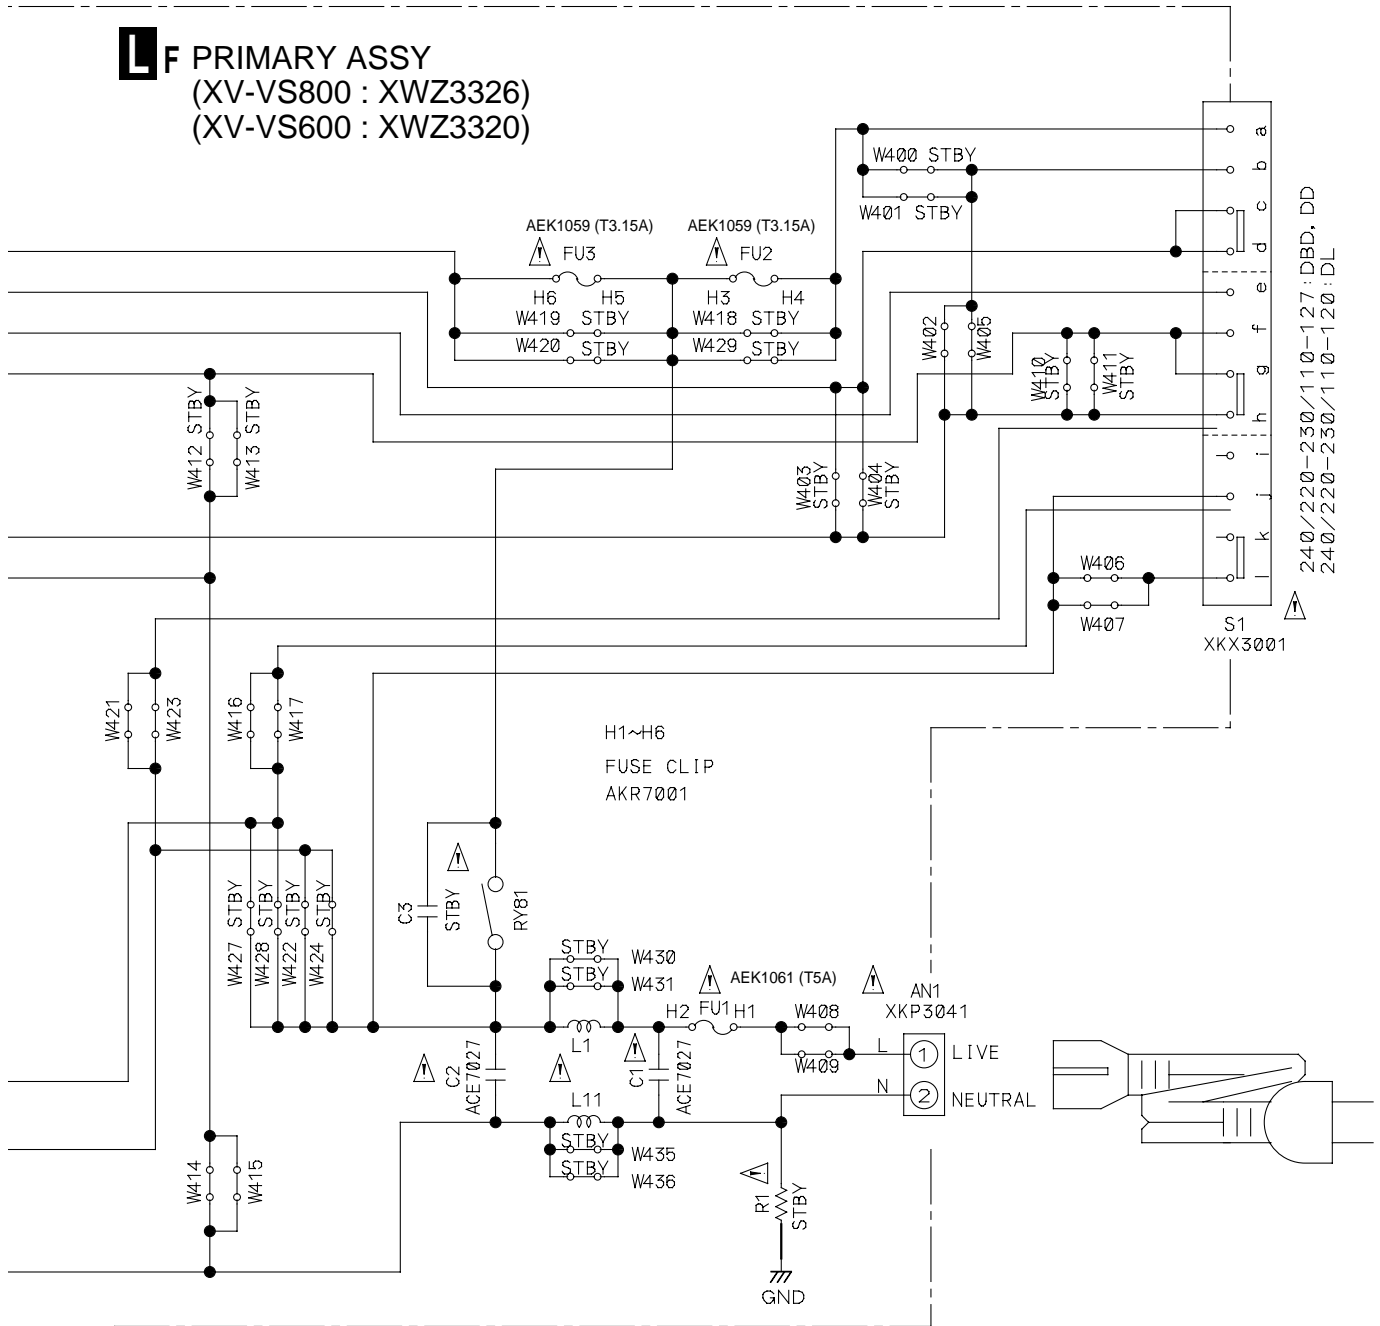 L F PRIMARY ASSY
(XV-VS800 : XWZ3326)
(XV-VS600 : XWZ3320)
a
W400 STBY
b
W401 STBY
c
AEK1059 (T3.15A)
AEK1059 (T3.15A)
FU3
FU2
d
240/220-230/110-127:DBD, DD
240/220-230/110-120:DL
H6
H5
H3
H4
e
W419 STBY
W418 STBY
W420 STBY
W429 STBY
W402
W405
f
W410
STBY
W411
STBY
g
h
W412 STBY
W413 STBY
W403
STBY
W404
STBY
i
j
k
W406
l
W407
S1
XKX3001
W421
W423
W416
W417
H1~H6
FUSE CLIP
AKR7001
C3
STBY
RY81
W427 STBY
W428 STBY
W422 STBY
W424 STBY
STBY W430
STBY W431
AEK1061 (T5A)
AN1
XKP3041
H2 FU1 H1
W408
L1
W409
L
1
LIVE
C2
ACE7027
C1
ACE7027
N
2
NEUTRAL
L11
STBY W435
STBY W436
W414
W415
R1
STBY
GND